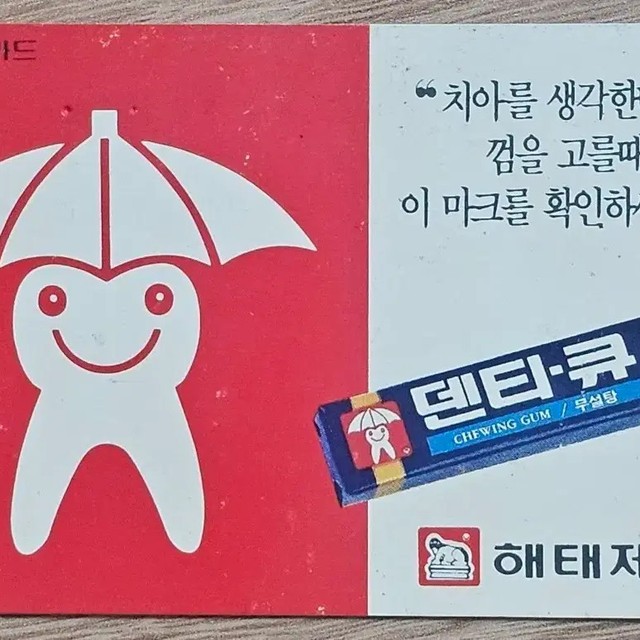 카드
“치아를 생각한
껌을 고를때
이 마크를 확인하
덴티·큐
CHEWING GUM / 무설탕
해태제